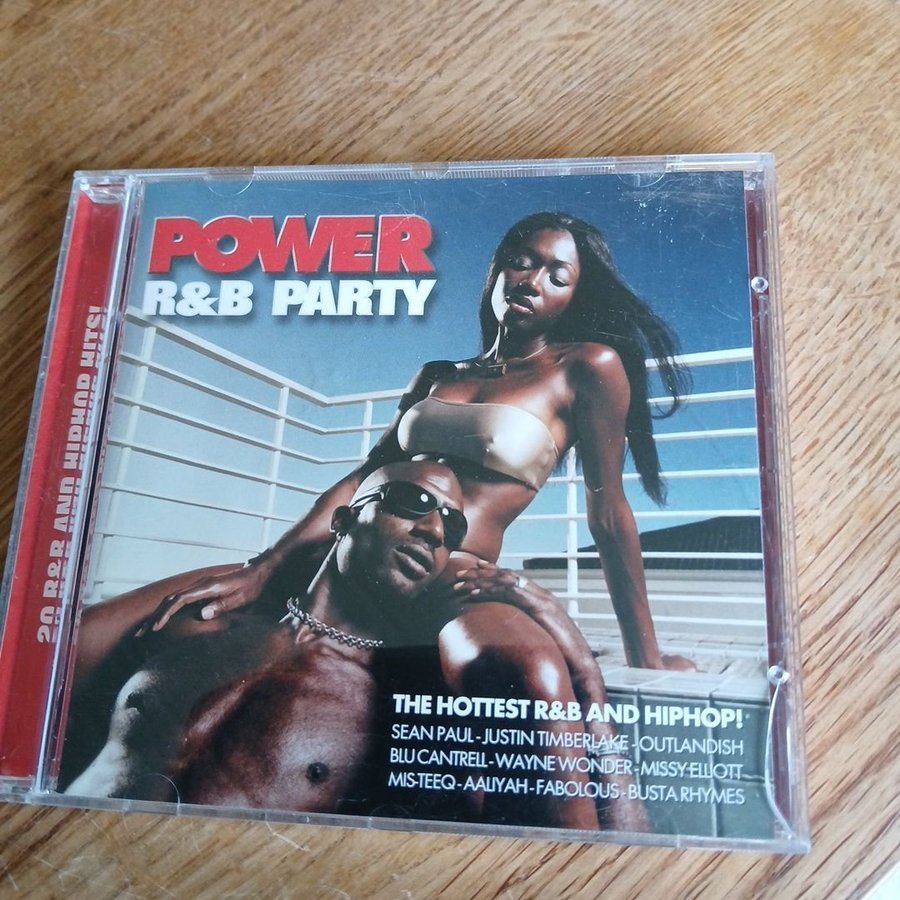 POWER
R&B PARTY
20 R&B AND HIPHOP HITS!
THE HOTTEST R&B AND HIPHOP!
SEAN PAUL - JUSTIN TIMBERLAKE - OUTLANDISH
BLU CANTRELL - WAYNE WONDER - MISSY ELLIOTT
MIS-TEEQ - AALIYAH - FABOLOUS - BUSTA RHYMES